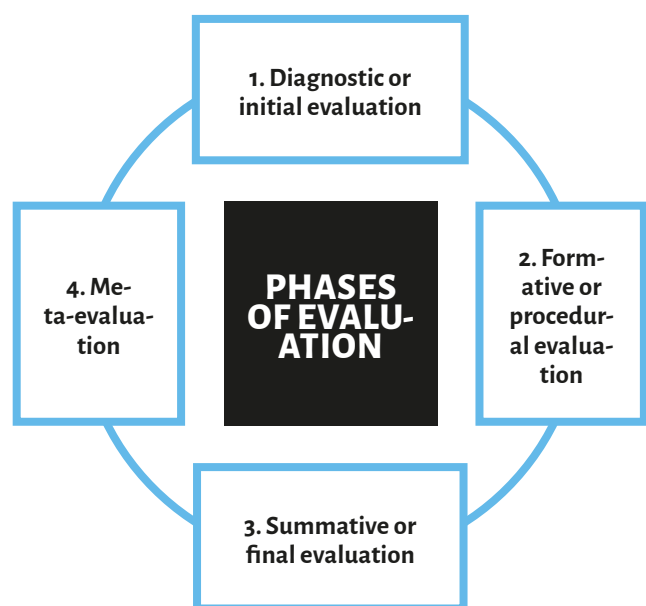 1. Diagnostic or
initial evaluation
PHASES
OF EVALU-
ATION
2. Form-
ative or
procedur-
al evalua-
tion
3. Summative or
final evaluation
4. Me-
ta-evalua-
tion